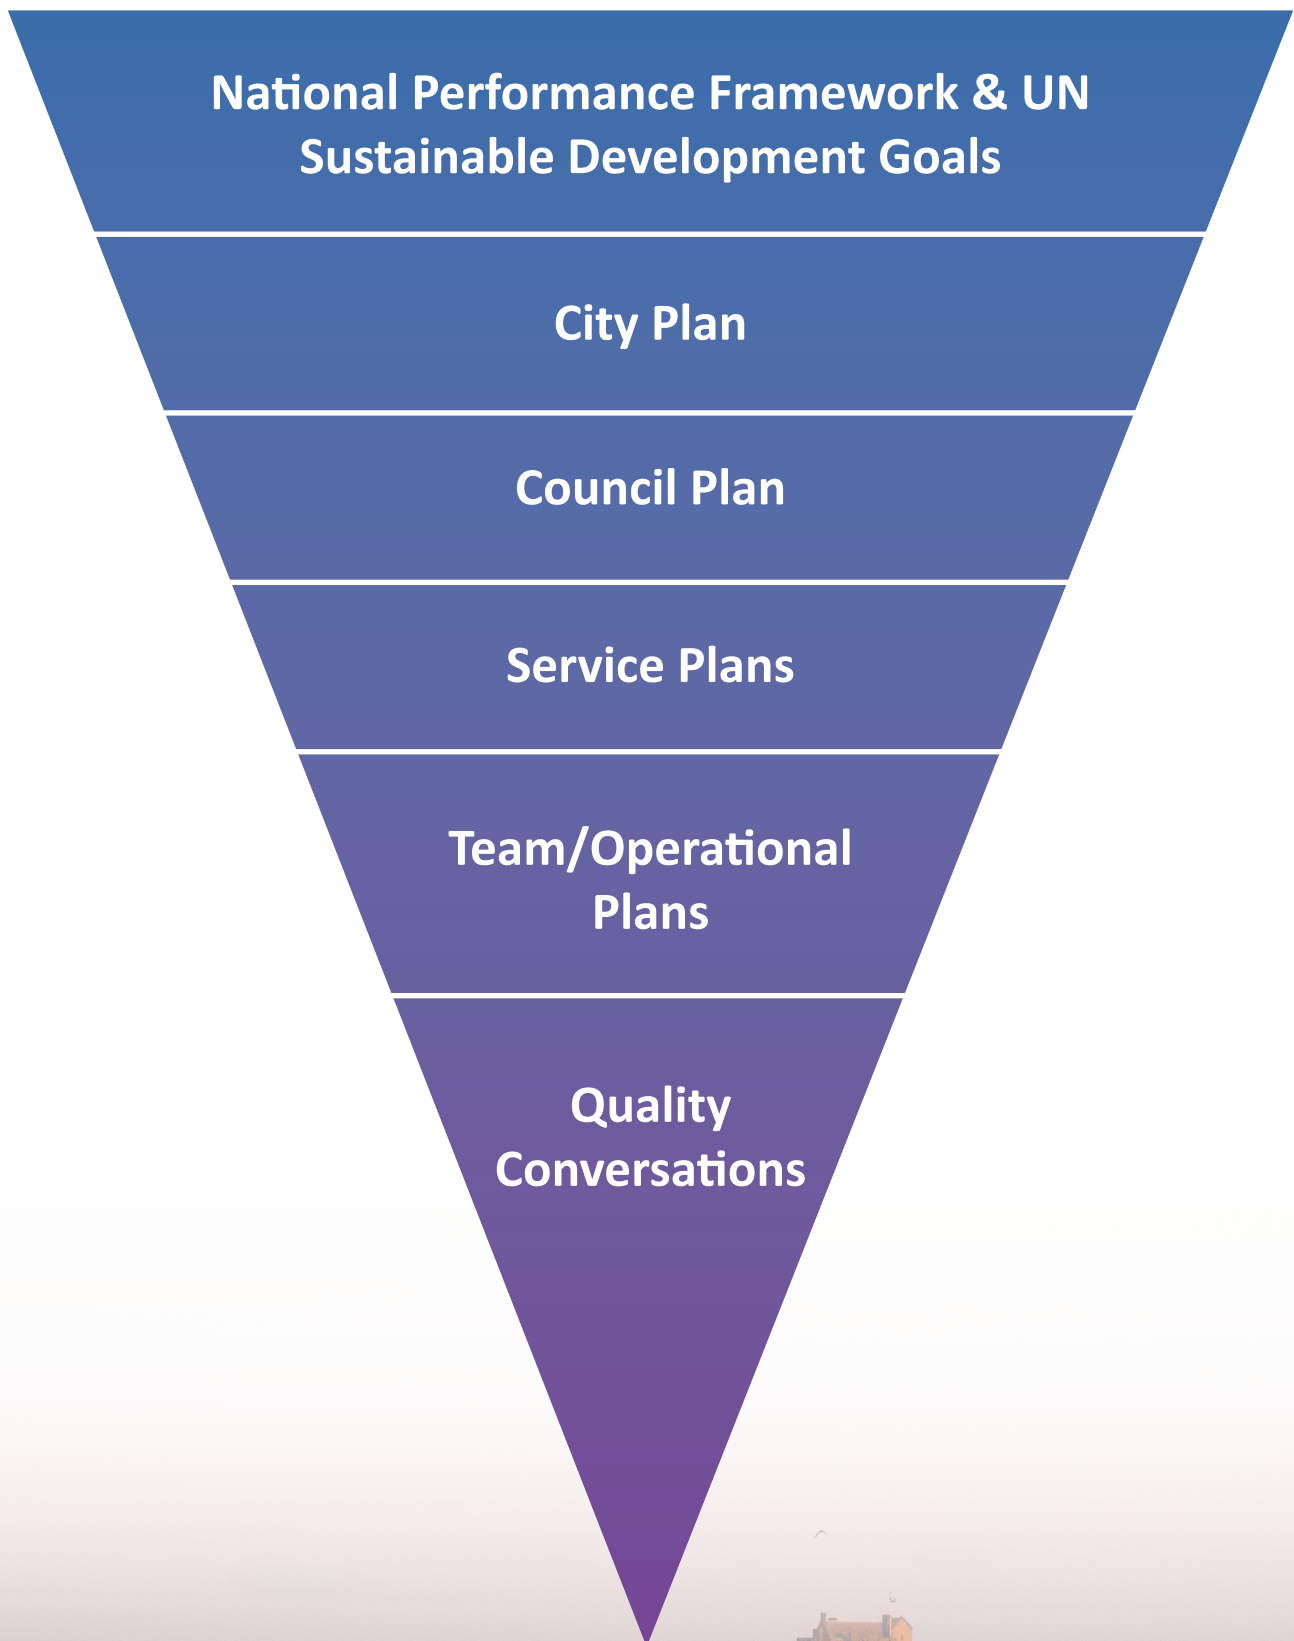 National Performance Framework & UN
Sustainable Development Goals
City Plan
Council Plan
Service Plans
Team/Operational
Plans
Quality
Conversations